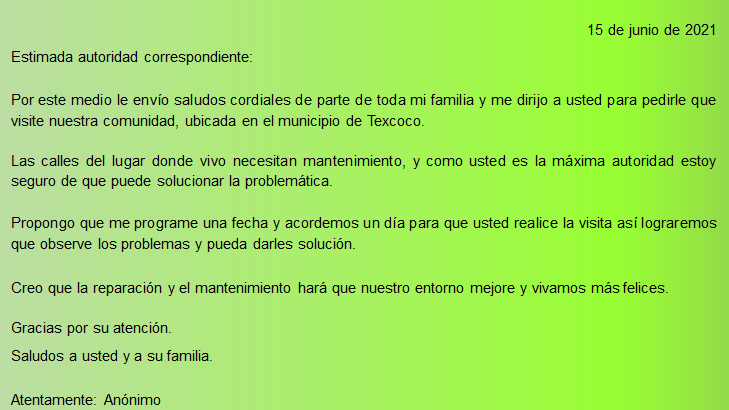 15 de junio de 2021
Estimada autoridad correspondiente:
Por este medio le envío saludos cordiales de parte de toda mi familia y me dirijo a usted para pedirle que
visite nuestra comunidad, ubicada en el municipio de Texcoco.
Las calles del lugar donde vivo necesitan mantenimiento, y como usted es la máxima autoridad estoy
seguro de que puede solucionar la problemática.
Propongo que me programe una fecha y acordemos un día para que usted realice la visita así lograremos
que observe los problemas y pueda darles solución.
Creo que la reparación y el mantenimiento hará que nuestro entorno mejore y vivamos más felices.
Gracias por su atención.
Saludos a usted y a su familia.
Atentamente: Anónimo